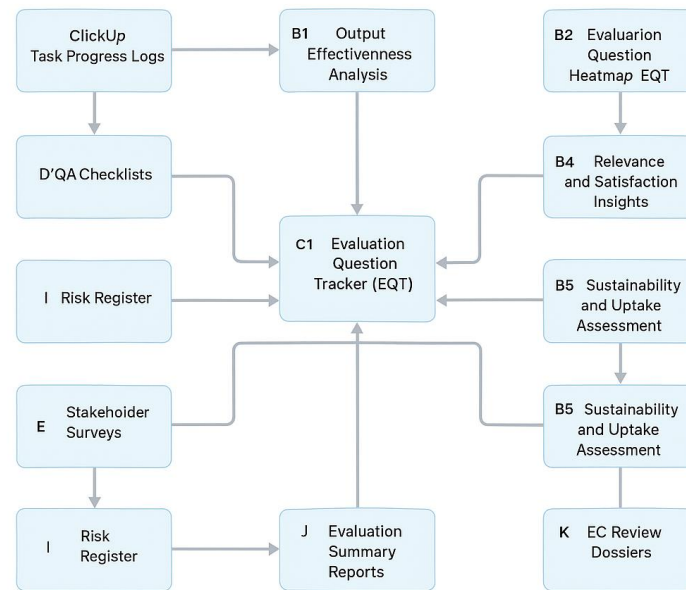 ClickUp
Task Progress Logs
B1 Output
Effectiveness
Analysis
B2 Evaluarion
Question
Heatmap EQT
D'QA Checklists
B4 Relevance
and Satisfaction
Insights
C1 Evaluation
Question
Tracker (EQT)
I Risk Register
B5 Sustainability
and Uptake
Assessment
E Stakehoider
Surveys
B5 Sustainability
and Uptake
Assessment
I Risk
Register
J Evaluation
Summary
Reports
K EC Review
Dossiers